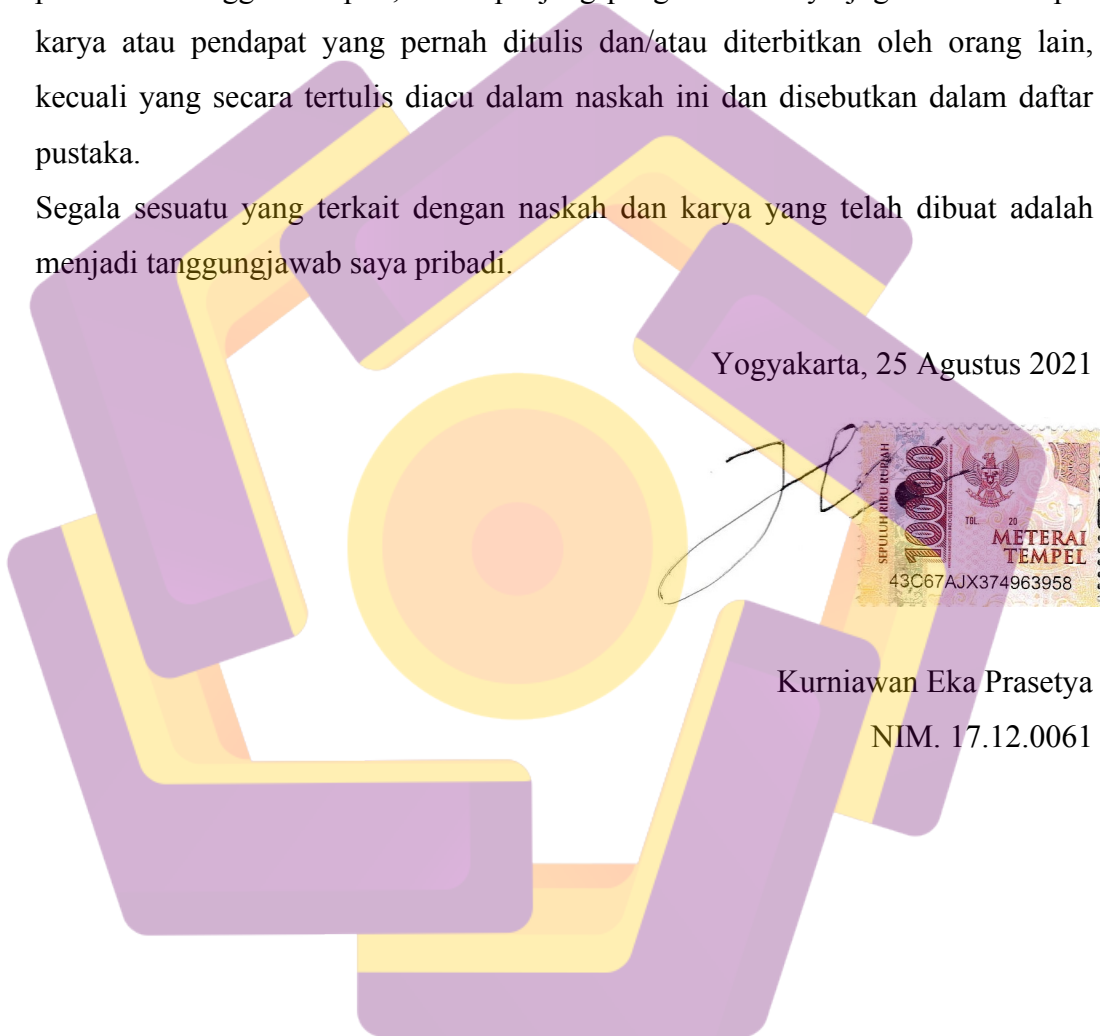 karya atau pendapat yang pernah ditulis dan/atau diterbitkan oleh orang lain,
kecuali yang secara tertulis diacu dalam naskah ini dan disebutkan dalam daftar
pustaka.
Segala sesuatu yang terkait dengan naskah dan karya yang telah dibuat adalah
menjadi tanggungjawab saya pribadi.
Yogyakarta, 25 Agustus 2021
SEPULUH RIBU RUPIAH
10000
TGL. 20
METERAI
TEMPEL
43C67AJX374963958
Kurniawan Eka Prasetya
NIM. 17.12.0061